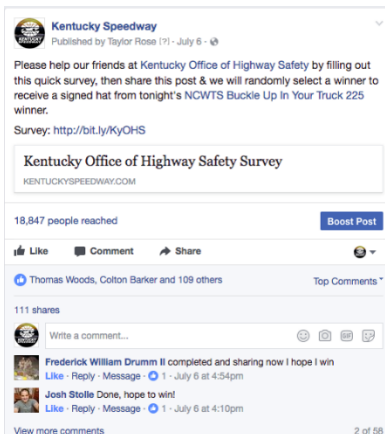 Kentucky Speedway
Published by Taylor Rose [?] · July 6 ·
Please help our friends at Kentucky Office of Highway Safety by filling out
this quick survey, then share this post & we will randomly select a winner to
receive a signed hat from tonight's NCWTS Buckle Up In Your Truck 225
winner.
Survey: http://bit.ly/KyOHS
Kentucky Office of Highway Safety Survey
KENTUCKYSPEEDWAY.COM
18,847 people reached
Boost Post
Like Comment Share
Thomas Woods, Colton Barker and 109 others
Top Comments
111 shares
Write a comment...
GIF
Frederick William Drumm II completed and sharing now I hope I win
Like · Reply · Message · 1 · July 6 at 4:54pm
Josh Stolle Done, hope to win!
Like · Reply · Message · 1 · July 6 at 4:10pm
View more comments
2 of 58